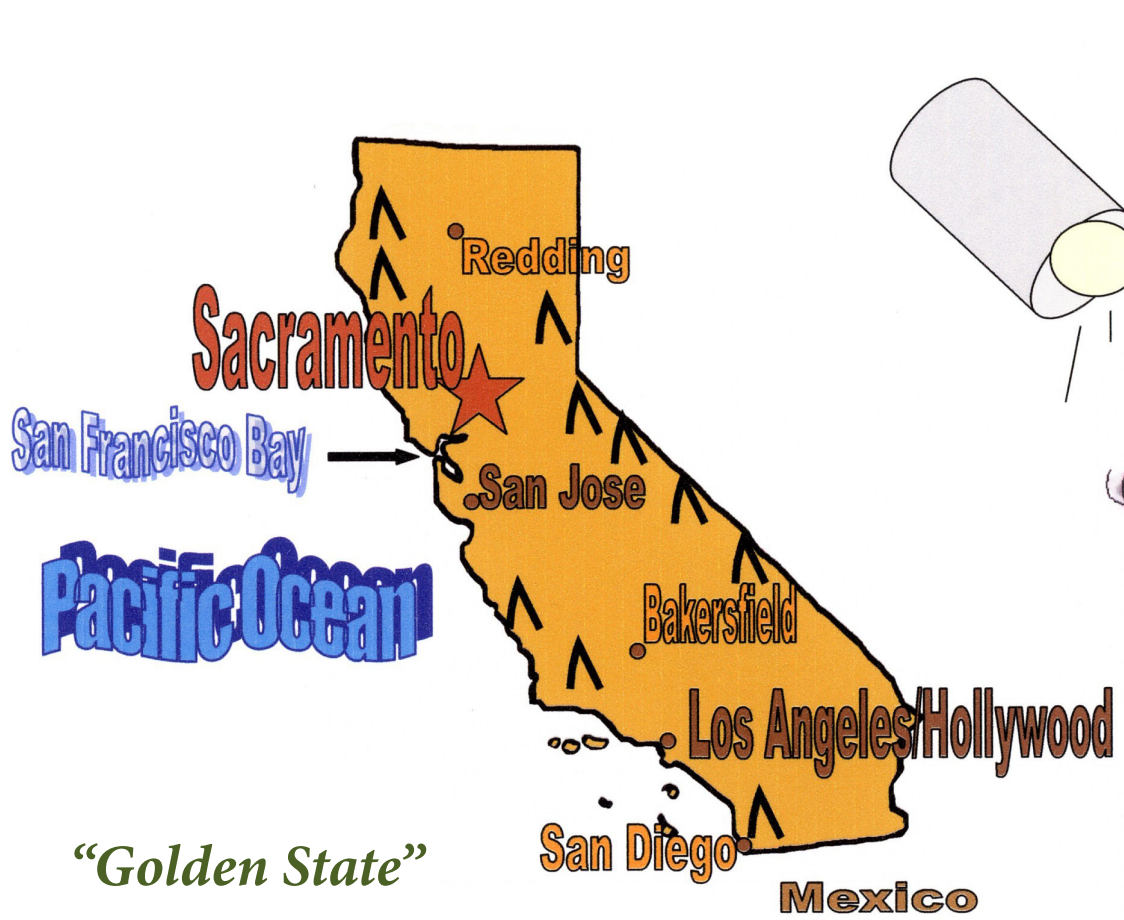 Redding
Sacramento
San Francisco Bay
San Jose
Pacific Ocean
Bakersfield
Los Angeles/Hollywood
San Diego
“Golden State”
Mexico